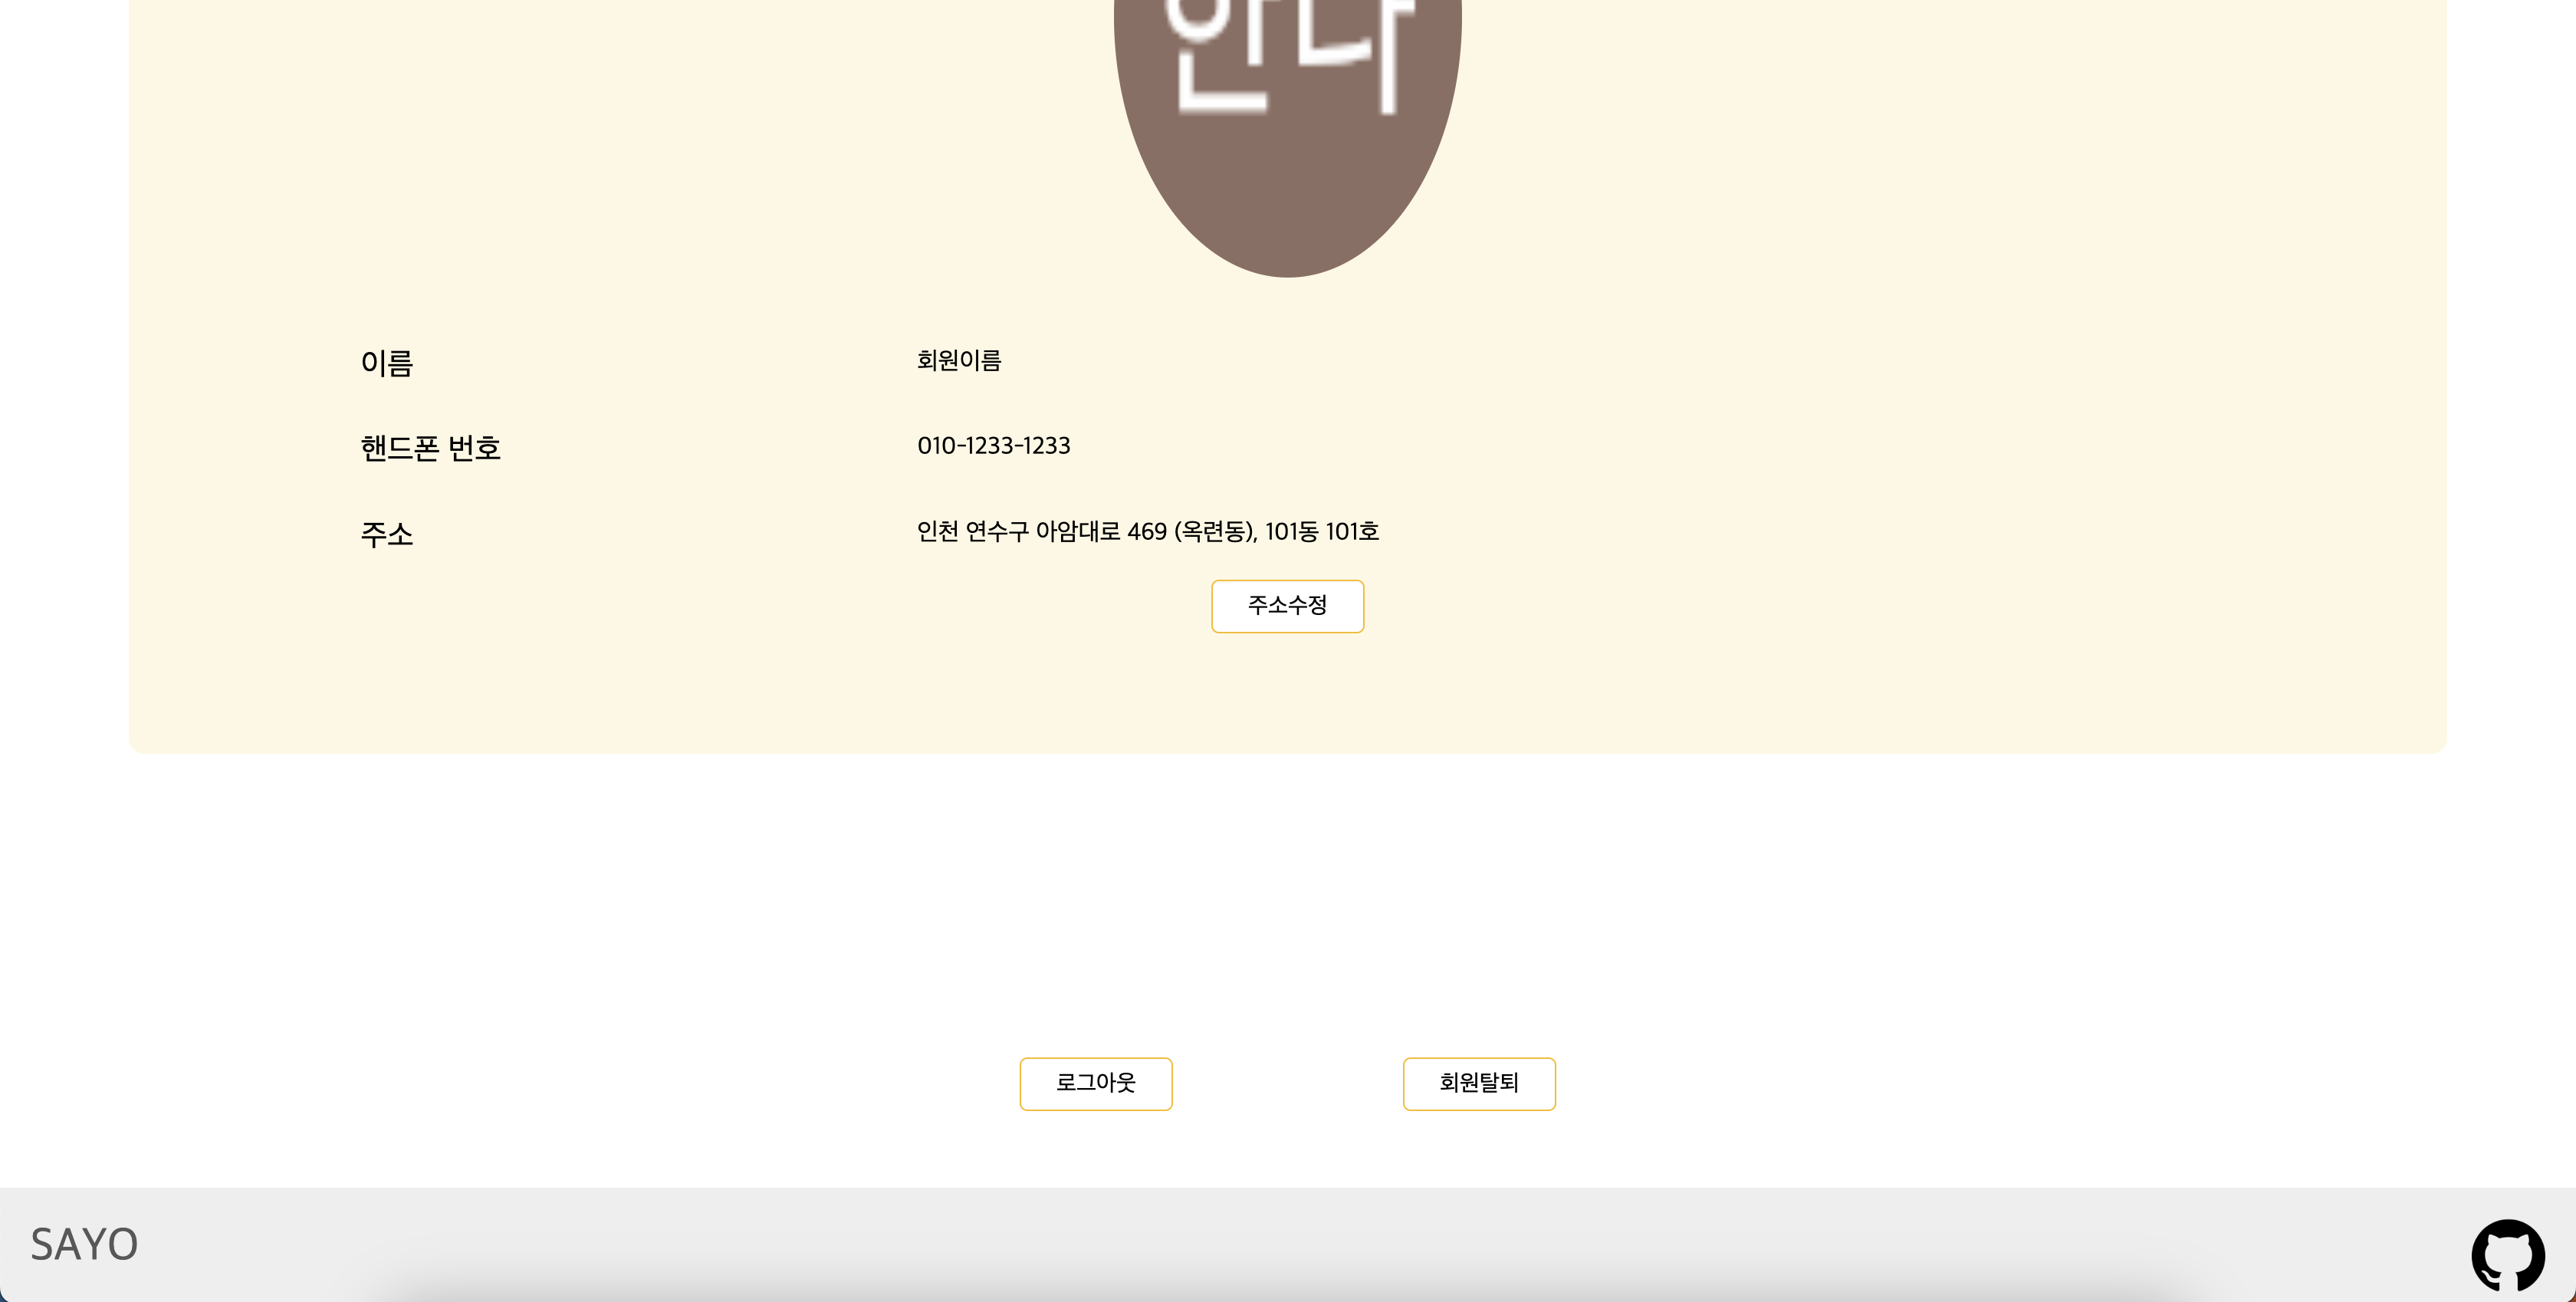 안나
이름 회원이름
핸드폰 번호 010-1233-1233
주소 인천 연수구 아암대로 469 (옥련동), 101동 101호
주소수정
로그아웃 회원탈퇴
SAYO